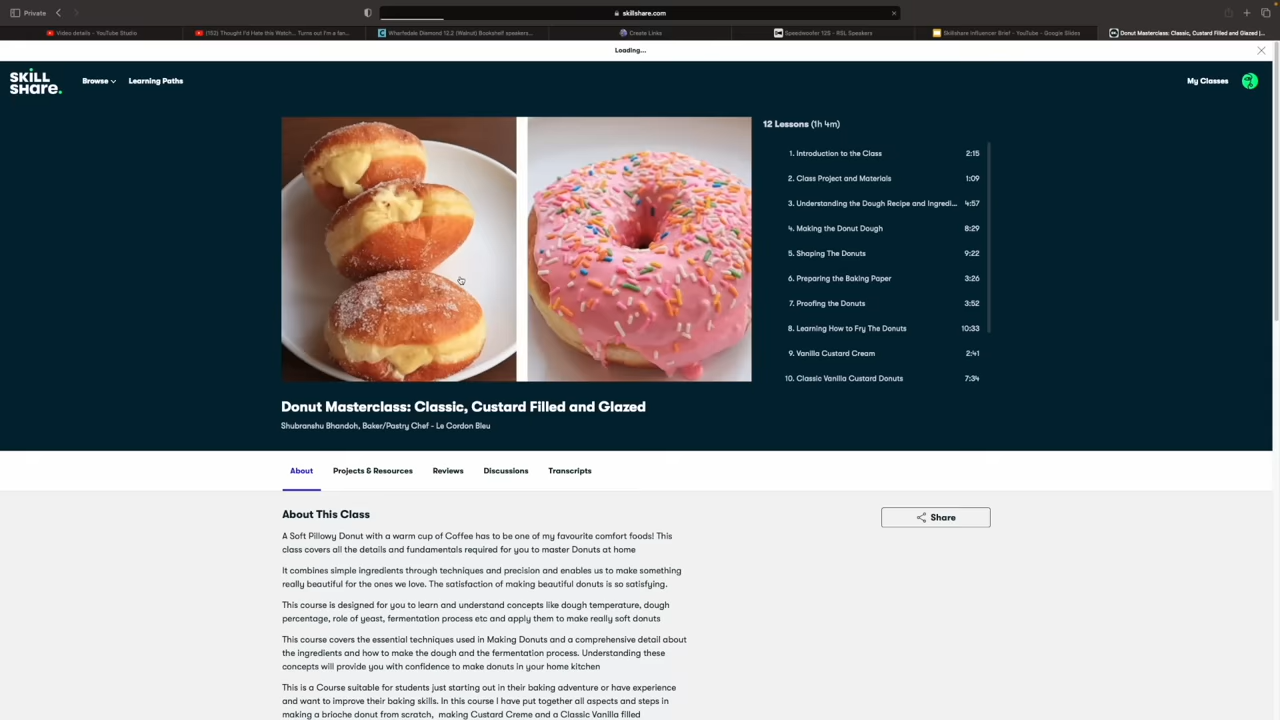 Private
skillshare.com
Video details - YouTube Studio
(152) Thought I'd Hate this Watch... Turns out I'm a fan...
Wharfedale Diamond 12.2 (Walnut) Bookshelf speakers...
Create Links
Speedwoofer 12S - RSL Speakers
Skillshare Influencer Brief - YouTube - Google Slides
Donut Masterclass: Classic, Custard Filled and Glazed |...
Loading...
SKILL
SHARE.
Browse
Learning Paths
My Classes
12 Lessons (1h 4m)
1. Introduction to the Class 2:15
2. Class Project and Materials 1:09
3. Understanding the Dough Recipe and Ingredi... 4:57
4. Making the Donut Dough 8:29
5. Shaping The Donuts 9:22
6. Preparing the Baking Paper 3:26
7. Proofing the Donuts 3:52
8. Learning How to Fry The Donuts 10:33
9. Vanilla Custard Cream 2:41
10. Classic Vanilla Custard Donuts 7:34
Donut Masterclass: Classic, Custard Filled and Glazed
Shubranshu Bhandoh, Baker/Pastry Chef - Le Cordon Bleu
About
Projects & Resources
Reviews
Discussions
Transcripts
About This Class
Share
A Soft Pillowy Donut with a warm cup of Coffee has to be one of my favourite comfort foods! This
class covers all the details and fundamentals required for you to master Donuts at home
It combines simple ingredients through techniques and precision and enables us to make something
really beautiful for the ones we love. The satisfaction of making beautiful donuts is so satisfying.
This course is designed for you to learn and understand concepts like dough temperature, dough
percentage, role of yeast, fermentation process etc and apply them to make really soft donuts
This course covers the essential techniques used in Making Donuts and a comprehensive detail about
the ingredients and how to make the dough and the fermentation process. Understanding these
concepts will provide you with confidence to make donuts in your home kitchen
This is a Course suitable for students just starting out in their baking adventure or have experience
and want to improve their baking skills. In this course I have put together all aspects and steps in
making a brioche donut from scratch, making Custard Creme and a Classic Vanilla filled